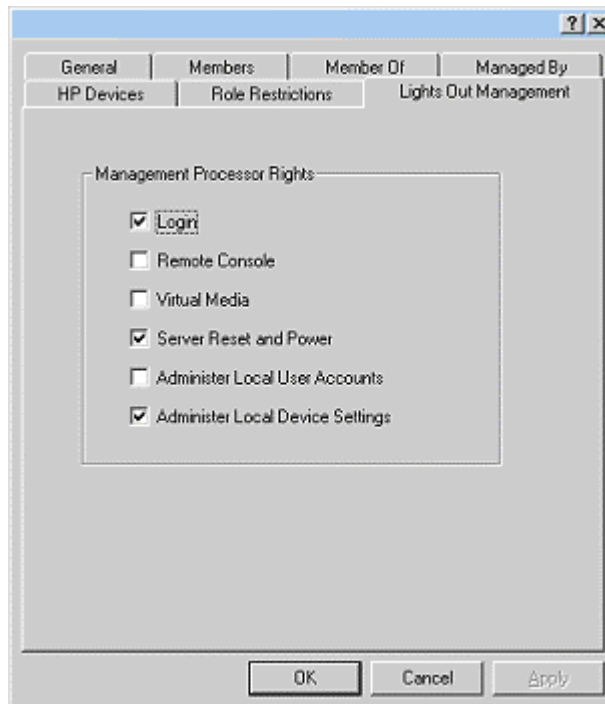 General Members Member Of Managed By
HP Devices Role Restrictions Lights Out Management
Management Processor Rights
Login
Remote Console
Virtual Media
Server Reset and Power
Administer Local User Accounts
Administer Local Device Settings
OK Cancel Apply